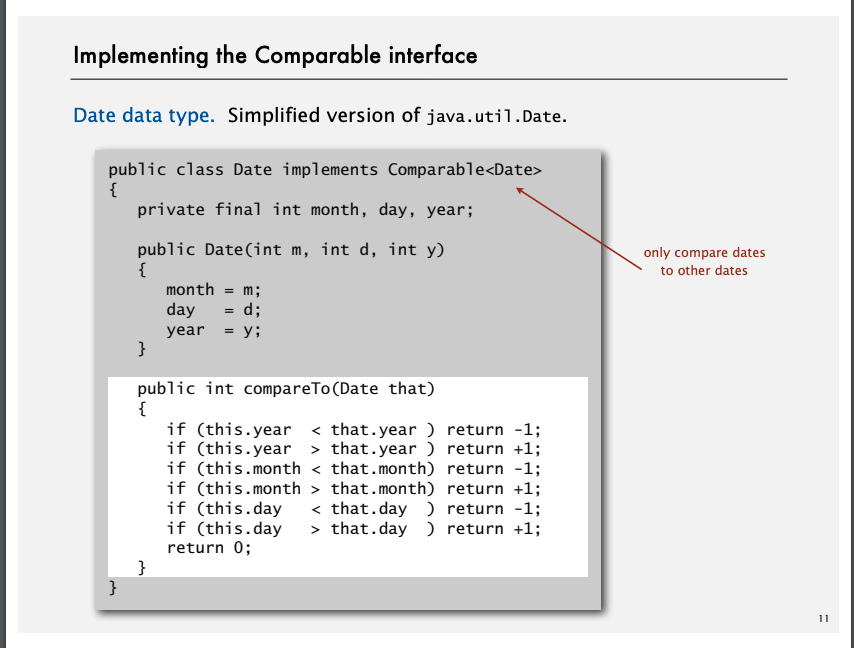 Implementing the Comparable interface
Date data type. Simplified version of java.util.Date.
public class Date implements Comparable<Date>
{
   private final int month, day, year;
   public Date(int m, int d, int y)
   {
      month = m;
      day   = d;
      year  = y;
   }
only compare dates
to other dates
   public int compareTo(Date that)
   {
      if (this.year  < that.year ) return -1;
      if (this.year  > that.year ) return +1;
      if (this.month < that.month) return -1;
      if (this.month > that.month) return +1;
      if (this.day   < that.day  ) return -1;
      if (this.day   > that.day  ) return +1;
      return 0;
   }
}
11